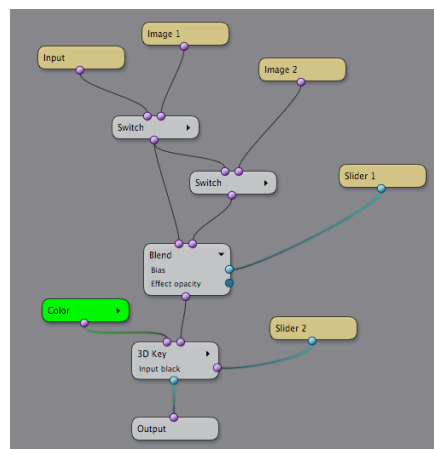 Image 1
Input
Image 2
Switch
Switch
Slider 1
Blend
Bias
Effect opacity
Color
Slider 2
3D Key
Input black
Output